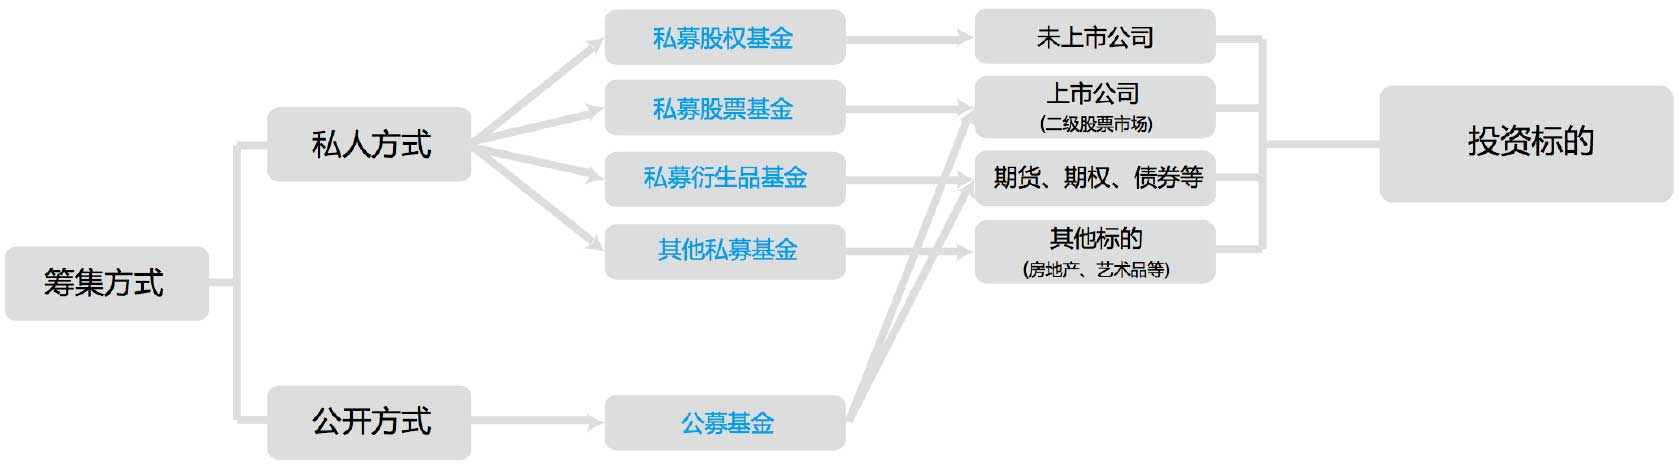 筹集方式
私人方式
公开方式
私募股权基金
私募股票基金
私募衍生品基金
其他私募基金
公募基金
未上市公司
上市公司
(二级股票市场)
期货、期权、债券等
其他标的
(房地产、艺术品等)
投资标的